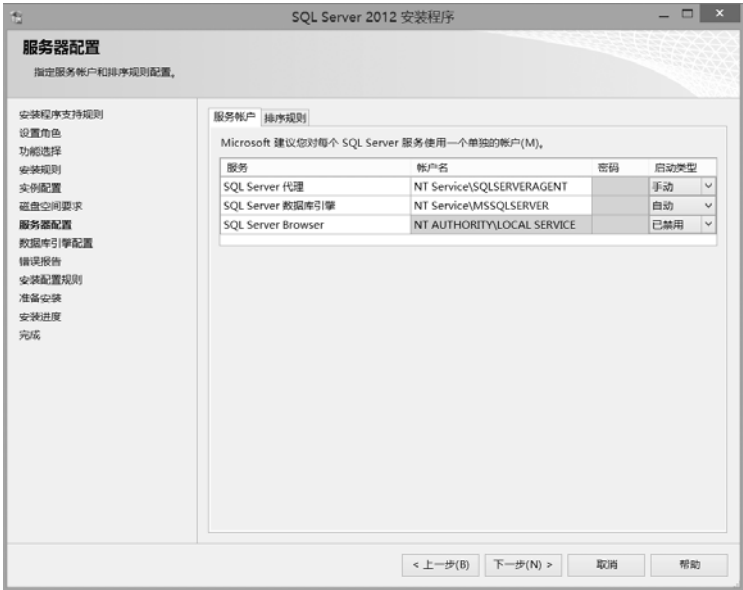 SQL Server 2012 安装程序
服务器配置
指定服务帐户和排序规则配置。
安装程序支持规则
设置角色
功能选择
安装规则
实例配置
磁盘空间要求
服务器配置
数据库引擎配置
错误报告
安装配置规则
准备安装
安装进度
完成
服务帐户 排序规则
Microsoft 建议您对每个 SQL Server 服务使用一个单独的帐户(M)。
服务 帐户名 密码 启动类型
SQL Server 代理 NT Service\SQLSERVERAGENT 手动
SQL Server 数据库引擎 NT Service\MSSQLSERVER 自动
SQL Server Browser NT AUTHORITY\LOCAL SERVICE 已禁用
< 上一步(B) 下一步(N) > 取消 帮助